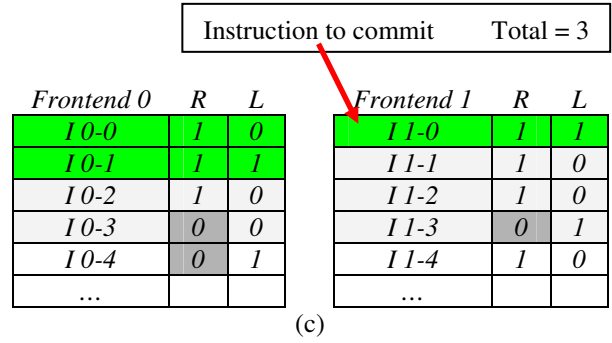 Instruction to commit Total = 3
Frontend 0 R L Frontend 1 R L
I 0-0 1 0 I 1-0 1 1
I 0-1 1 1 I 1-1 1 0
I 0-2 1 0 I 1-2 1 0
I 0-3 0 0 I 1-3 0 1
I 0-4 0 1 I 1-4 1 0
... ...
(c)